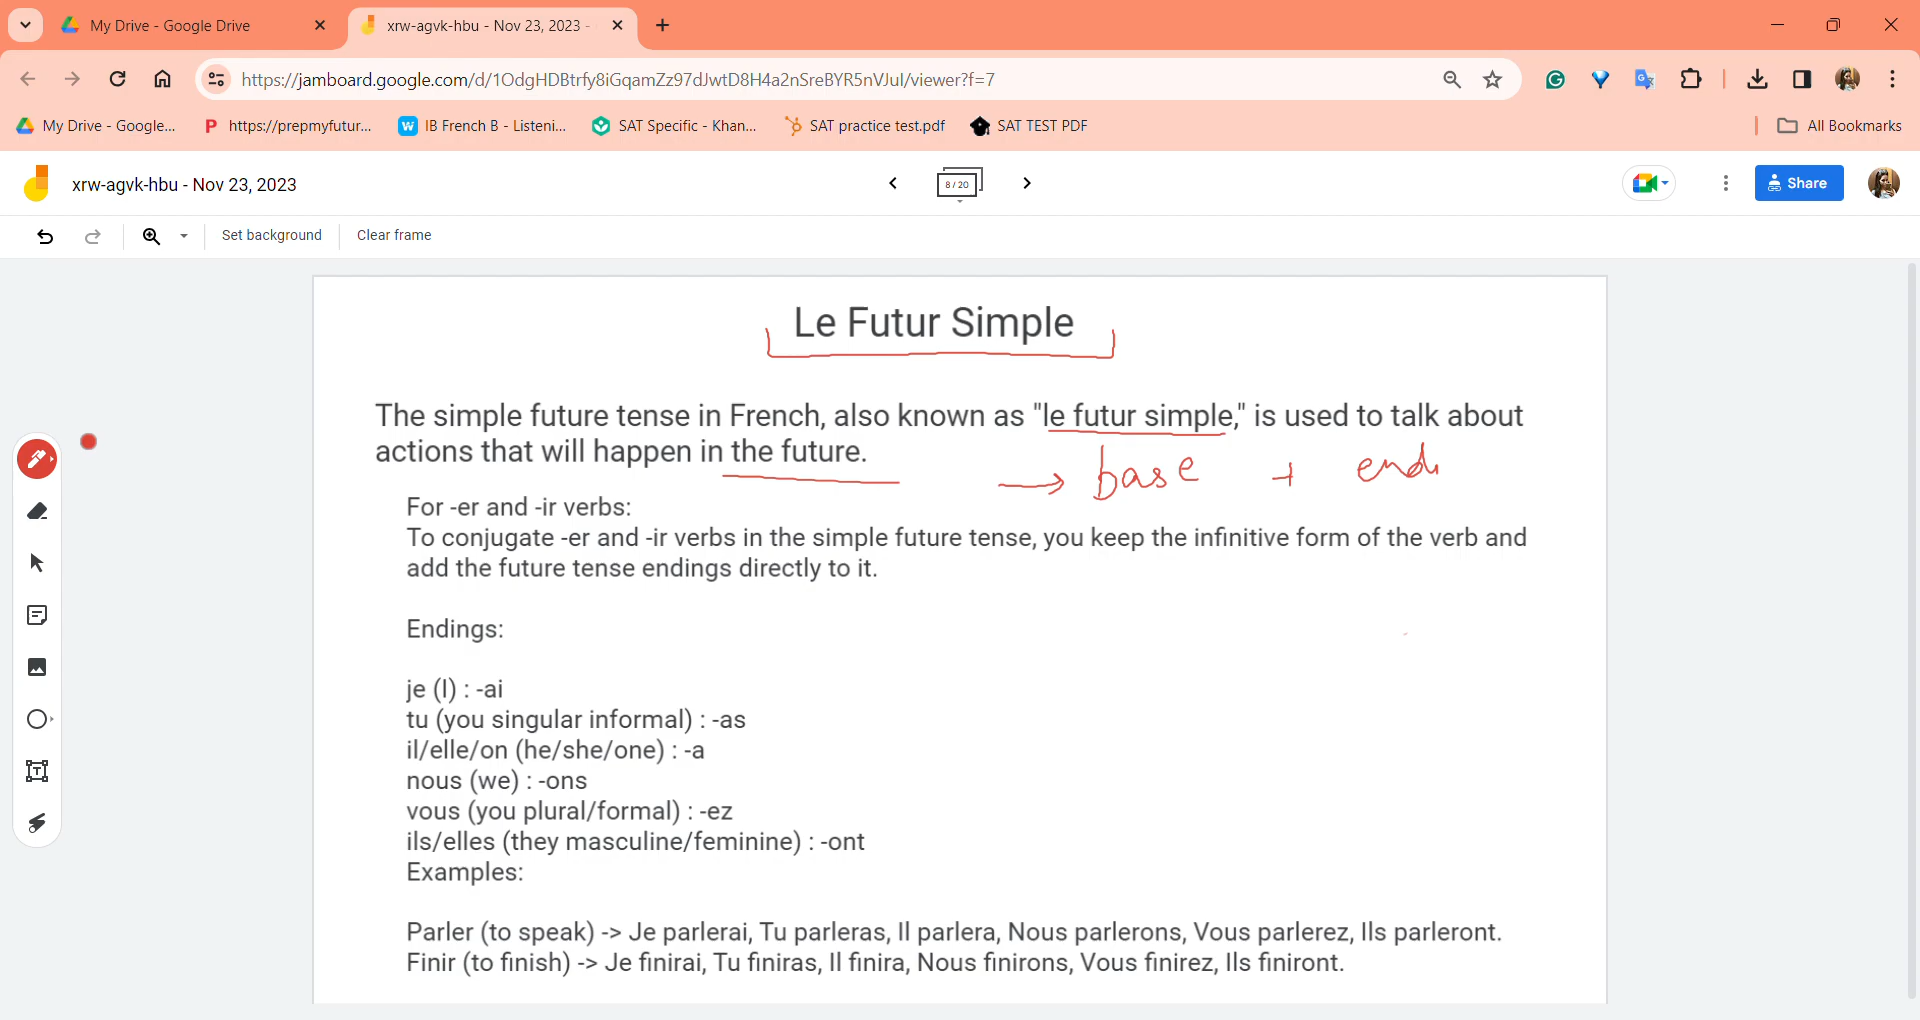 My Drive - Google Drive
xrw-agvk-hbu - Nov 23, 2023 -
https://jamboard.google.com/d/1OdgHDBtrfy8iGqamZz97dJwtD8H4a2nSreBYR5nVJuI/viewer?f=7
My Drive - Google...
https://prepmyfutur...
IB French B - Listeni...
SAT Specific - Khan...
SAT practice test.pdf
SAT TEST PDF
All Bookmarks
xrw-agvk-hbu - Nov 23, 2023
8 / 20
Share
Set background
Clear frame
Le Futur Simple
The simple future tense in French, also known as "le futur simple," is used to talk about
actions that will happen in the future.
→ base + endi
For -er and -ir verbs:
To conjugate -er and -ir verbs in the simple future tense, you keep the infinitive form of the verb and
add the future tense endings directly to it.
Endings:
je (I) : -ai
tu (you singular informal) : -as
il/elle/on (he/she/one) : -a
nous (we) : -ons
vous (you plural/formal) : -ez
ils/elles (they masculine/feminine) : -ont
Examples:
Parler (to speak) -> Je parlerai, Tu parleras, Il parlera, Nous parlerons, Vous parlerez, Ils parleront.
Finir (to finish) -> Je finirai, Tu finiras, Il finira, Nous finirons, Vous finirez, Ils finiront.